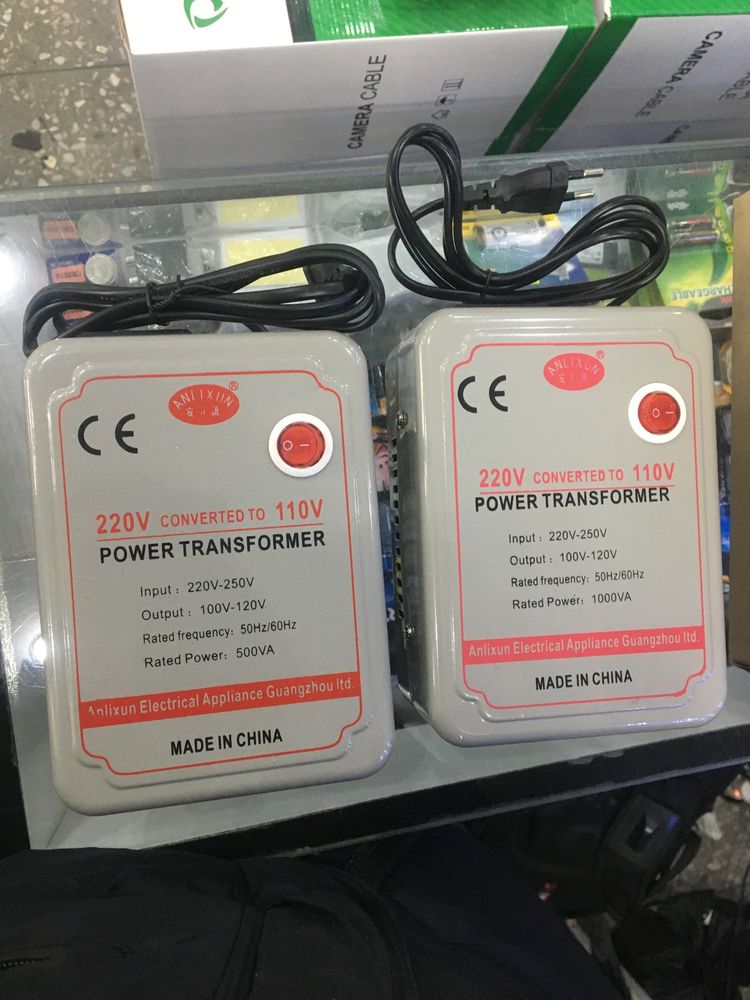 CAMERA CABLE
CAMERA CABLE
CE
ANLIXUN®
220V CONVERTED TO 110V
POWER TRANSFORMER
Input : 220V-250V
Output : 100V-120V
Rated frequency: 50Hz/60Hz
Rated Power: 500VA
Anlixun Electrical Appliance Guangzhou ltd.
MADE IN CHINA
CE
ANLIXUN®
220V CONVERTED TO 110V
POWER TRANSFORMER
Input : 220V-250V
Output : 100V-120V
Rated frequency: 50Hz/60Hz
Rated Power: 1000VA
Anlixun Electrical Appliance Guangzhou ltd.
MADE IN CHINA